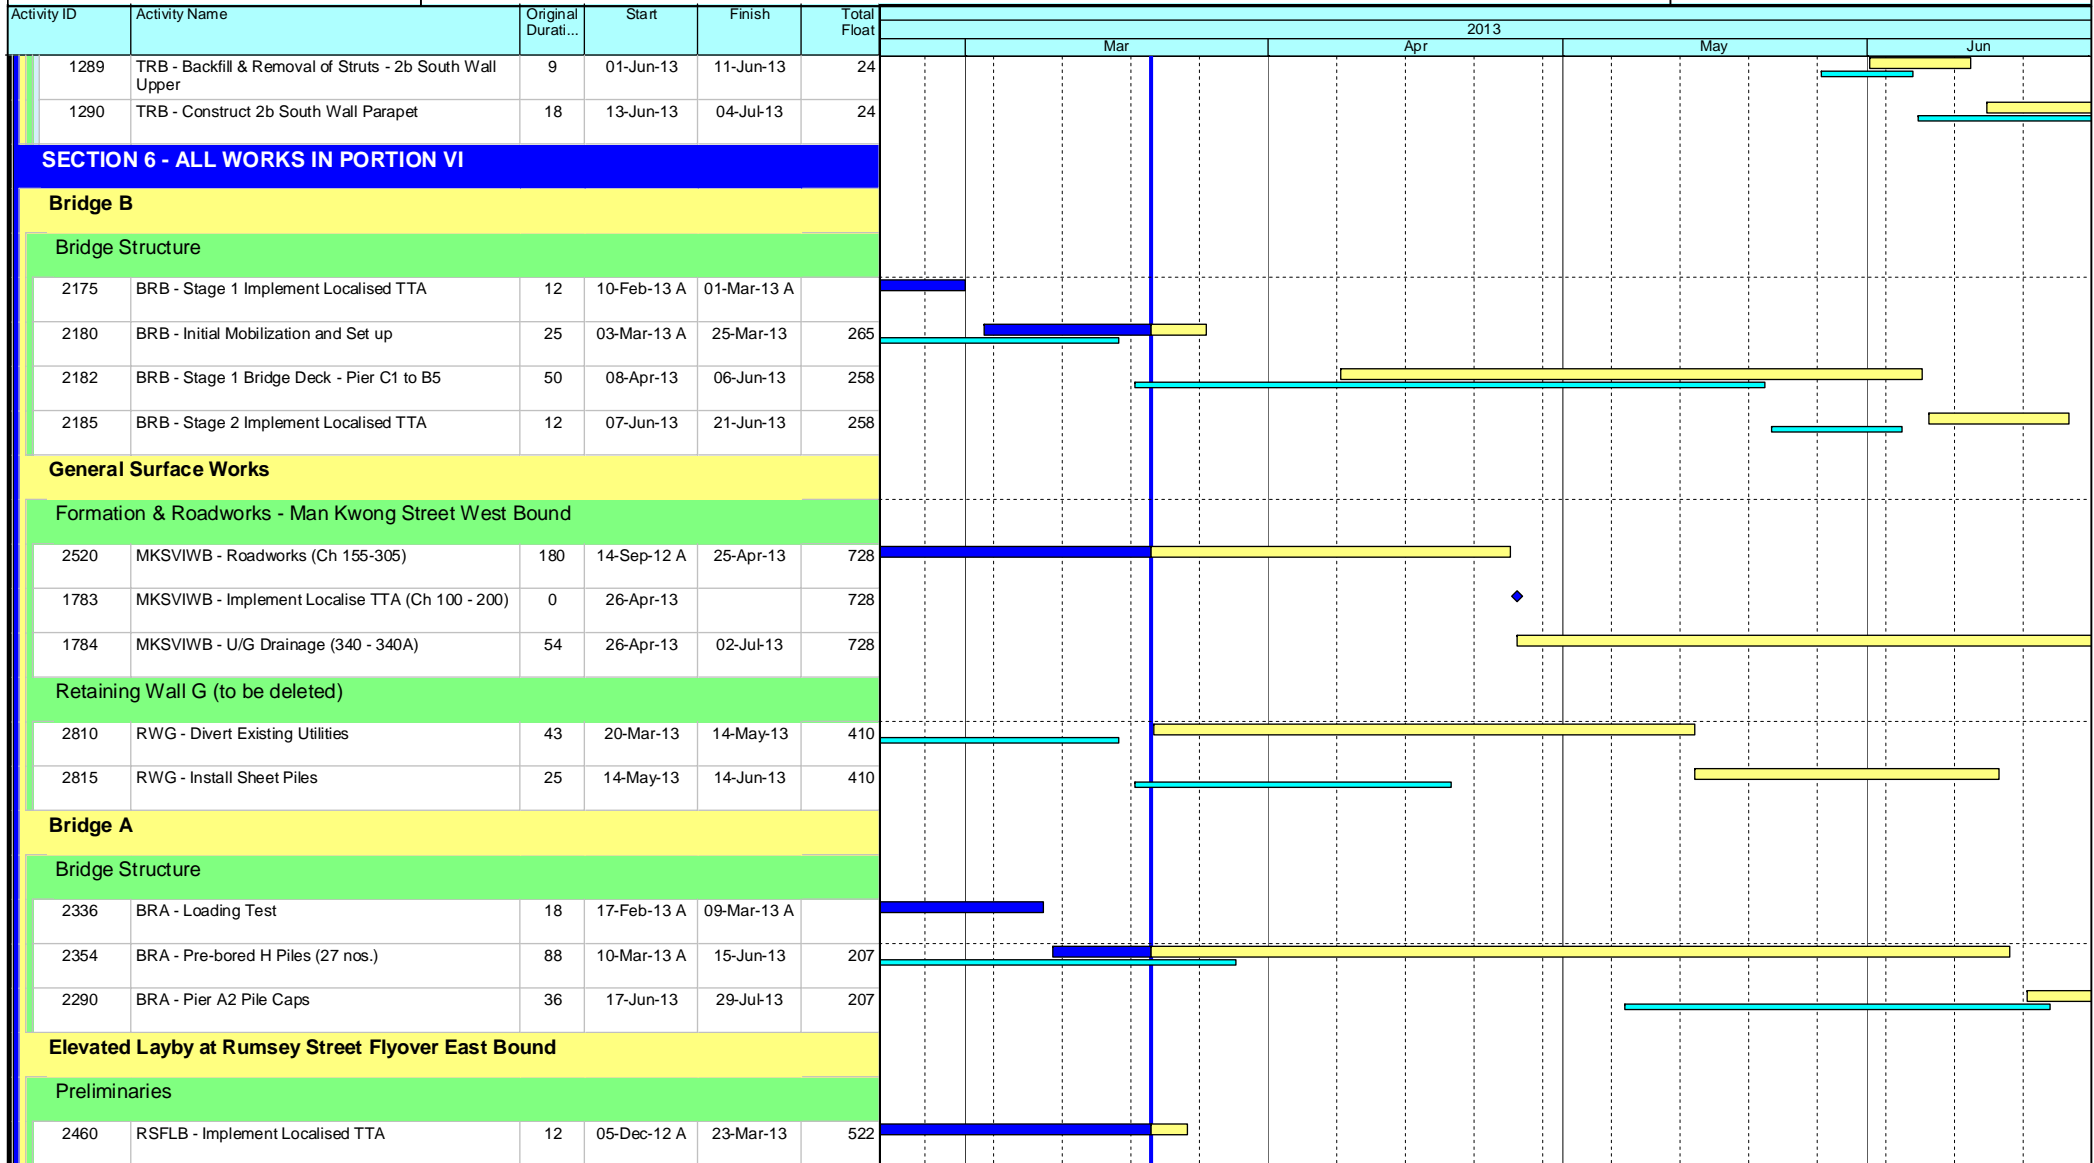 Activity ID Activity Name Original Start Finish Total
Durati... Float
2013
Mar Apr May Jun
1289 TRB - Backfill & Removal of Struts - 2b South Wall 9 01-Jun-13 11-Jun-13 24
Upper
1290 TRB - Construct 2b South Wall Parapet 18 13-Jun-13 04-Jul-13 24
SECTION 6 - ALL WORKS IN PORTION VI
Bridge B
Bridge Structure
2175 BRB - Stage 1 Implement Localised TTA 12 10-Feb-13 A 01-Mar-13 A
2180 BRB - Initial Mobilization and Set up 25 03-Mar-13 A 25-Mar-13 265
2182 BRB - Stage 1 Bridge Deck - Pier C1 to B5 50 08-Apr-13 06-Jun-13 258
2185 BRB - Stage 2 Implement Localised TTA 12 07-Jun-13 21-Jun-13 258
General Surface Works
Formation & Roadworks - Man Kwong Street West Bound
2520 MKSVIWB - Roadworks (Ch 155-305) 180 14-Sep-12 A 25-Apr-13 728
1783 MKSVIWB - Implement Localise TTA (Ch 100 - 200) 0 26-Apr-13 728
1784 MKSVIWB - U/G Drainage (340 - 340A) 54 26-Apr-13 02-Jul-13 728
Retaining Wall G (to be deleted)
2810 RWG - Divert Existing Utilities 43 20-Mar-13 14-May-13 410
2815 RWG - Install Sheet Piles 25 14-May-13 14-Jun-13 410
Bridge A
Bridge Structure
2336 BRA - Loading Test 18 17-Feb-13 A 09-Mar-13 A
2354 BRA - Pre-bored H Piles (27 nos.) 88 10-Mar-13 A 15-Jun-13 207
2290 BRA - Pier A2 Pile Caps 36 17-Jun-13 29-Jul-13 207
Elevated Layby at Rumsey Street Flyover East Bound
Preliminaries
2460 RSFLB - Implement Localised TTA 12 05-Dec-12 A 23-Mar-13 522